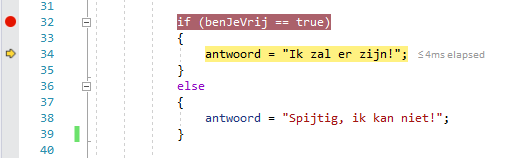 31
32 if (benJeVrij == true)
33 {
34 antwoord = "Ik zal er zijn!"; ≤4ms elapsed
35 }
36 else
37 {
38 antwoord = "Spijtig, ik kan niet!";
39 }
40